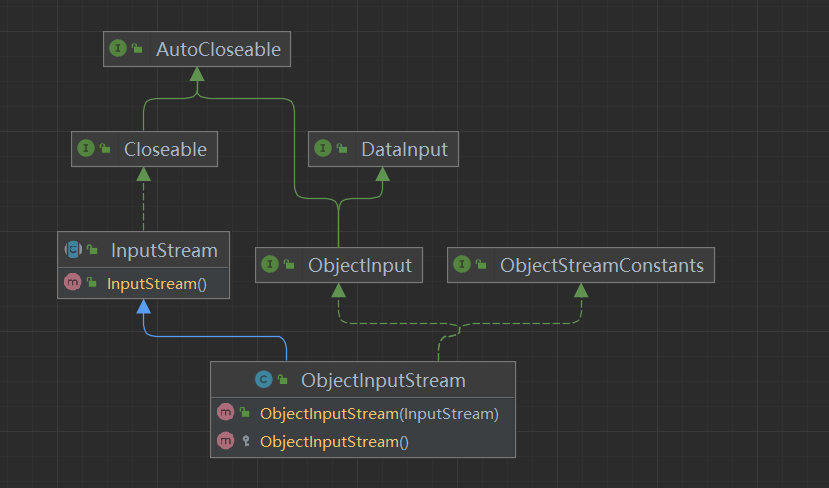 AutoCloseable
Closeable
DataInput
InputStream
InputStream()
ObjectInput
ObjectStreamConstants
ObjectInputStream
ObjectInputStream(InputStream)
ObjectInputStream()